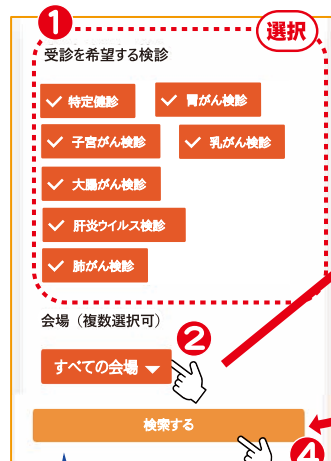 1 選択
受診を希望する検診
特定健診 胃がん検診
子宮がん検診 乳がん検診
大腸がん検診
肝炎ウイルス検診
肺がん検診
会場（複数選択可）
2
すべての会場
検索する
4